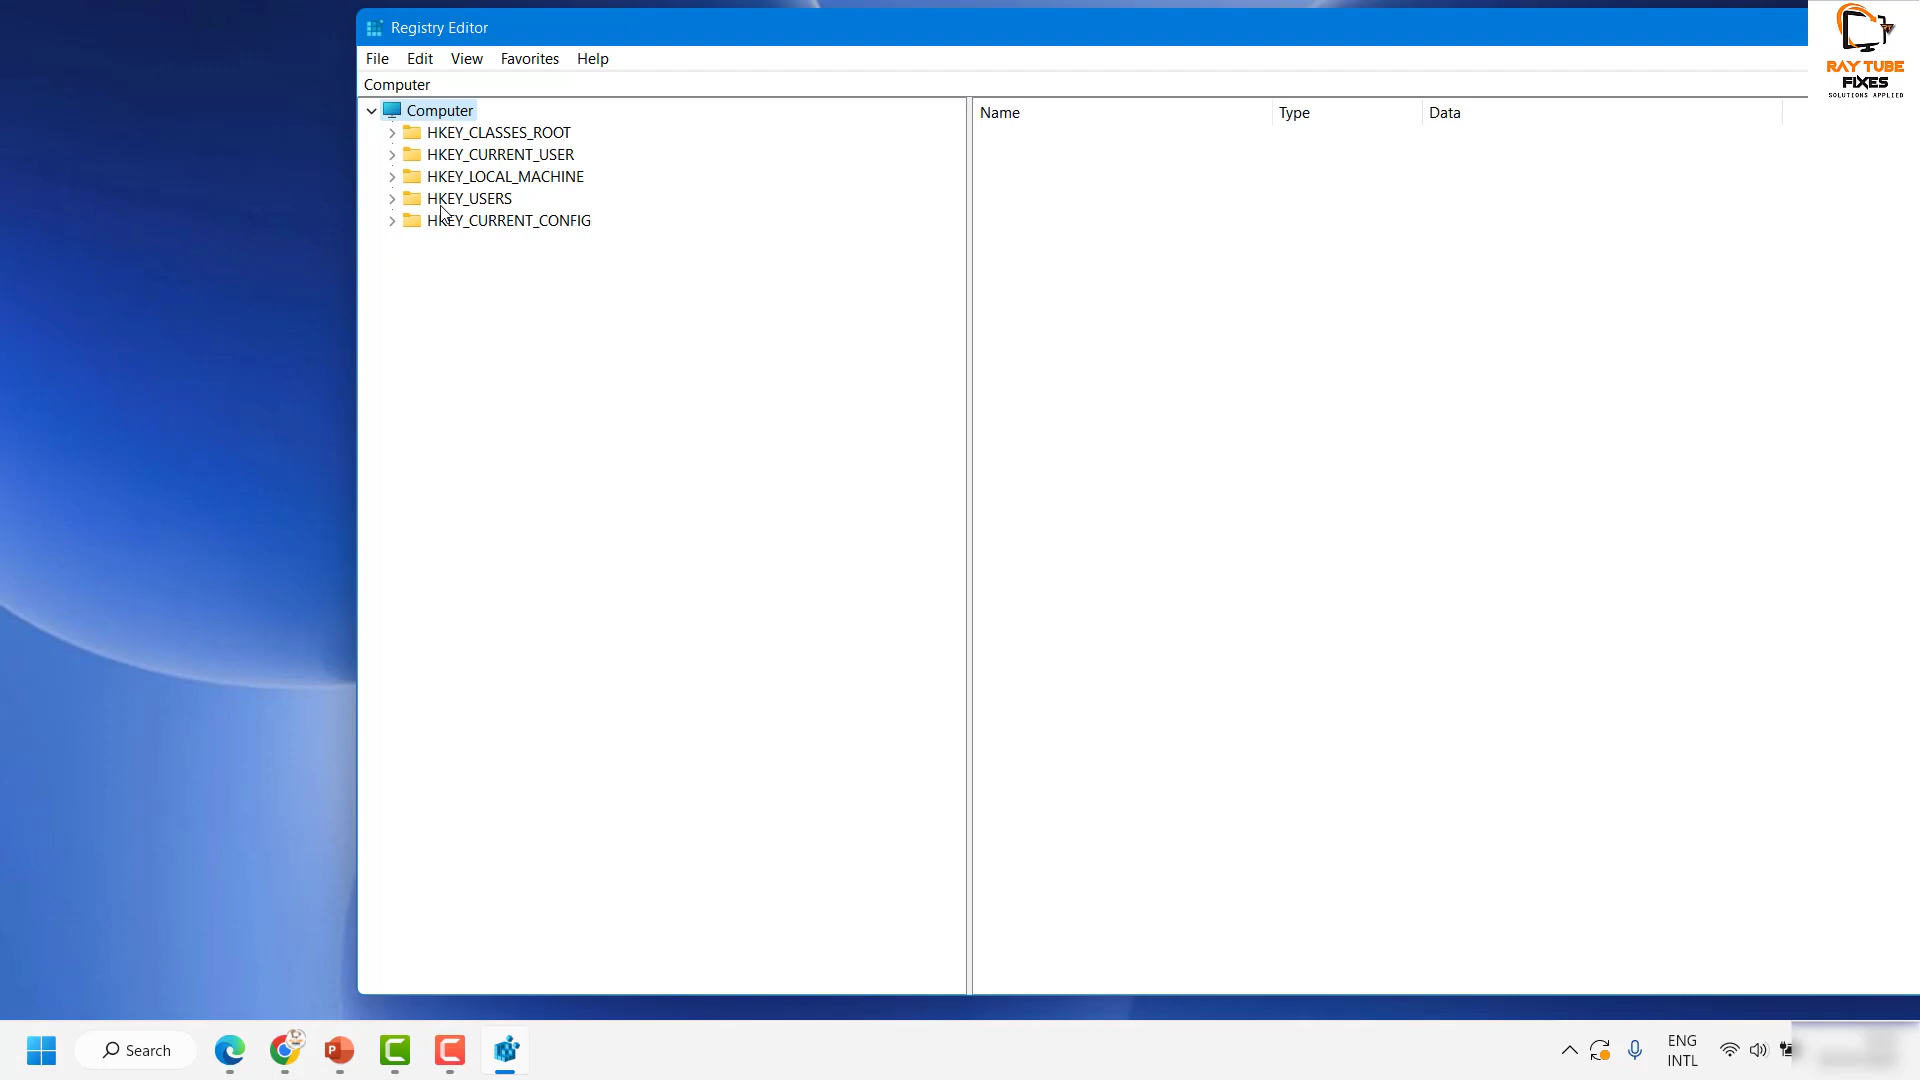 Registry Editor
File Edit View Favorites Help
Computer
Computer
HKEY_CLASSES_ROOT
HKEY_CURRENT_USER
HKEY_LOCAL_MACHINE
HKEY_USERS
HKEY_CURRENT_CONFIG
Name Type Data
RAY TUBE
FIXES
SOLUTIONS APPLIED
Search
ENG
INTL